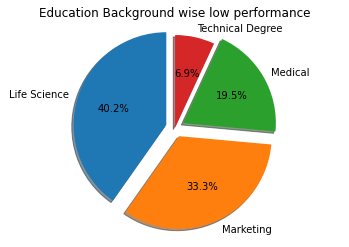 Education Background wise low performance
Technical Degree
6.9%
Medical
19.5%
Life Science
40.2%
33.3%
Marketing